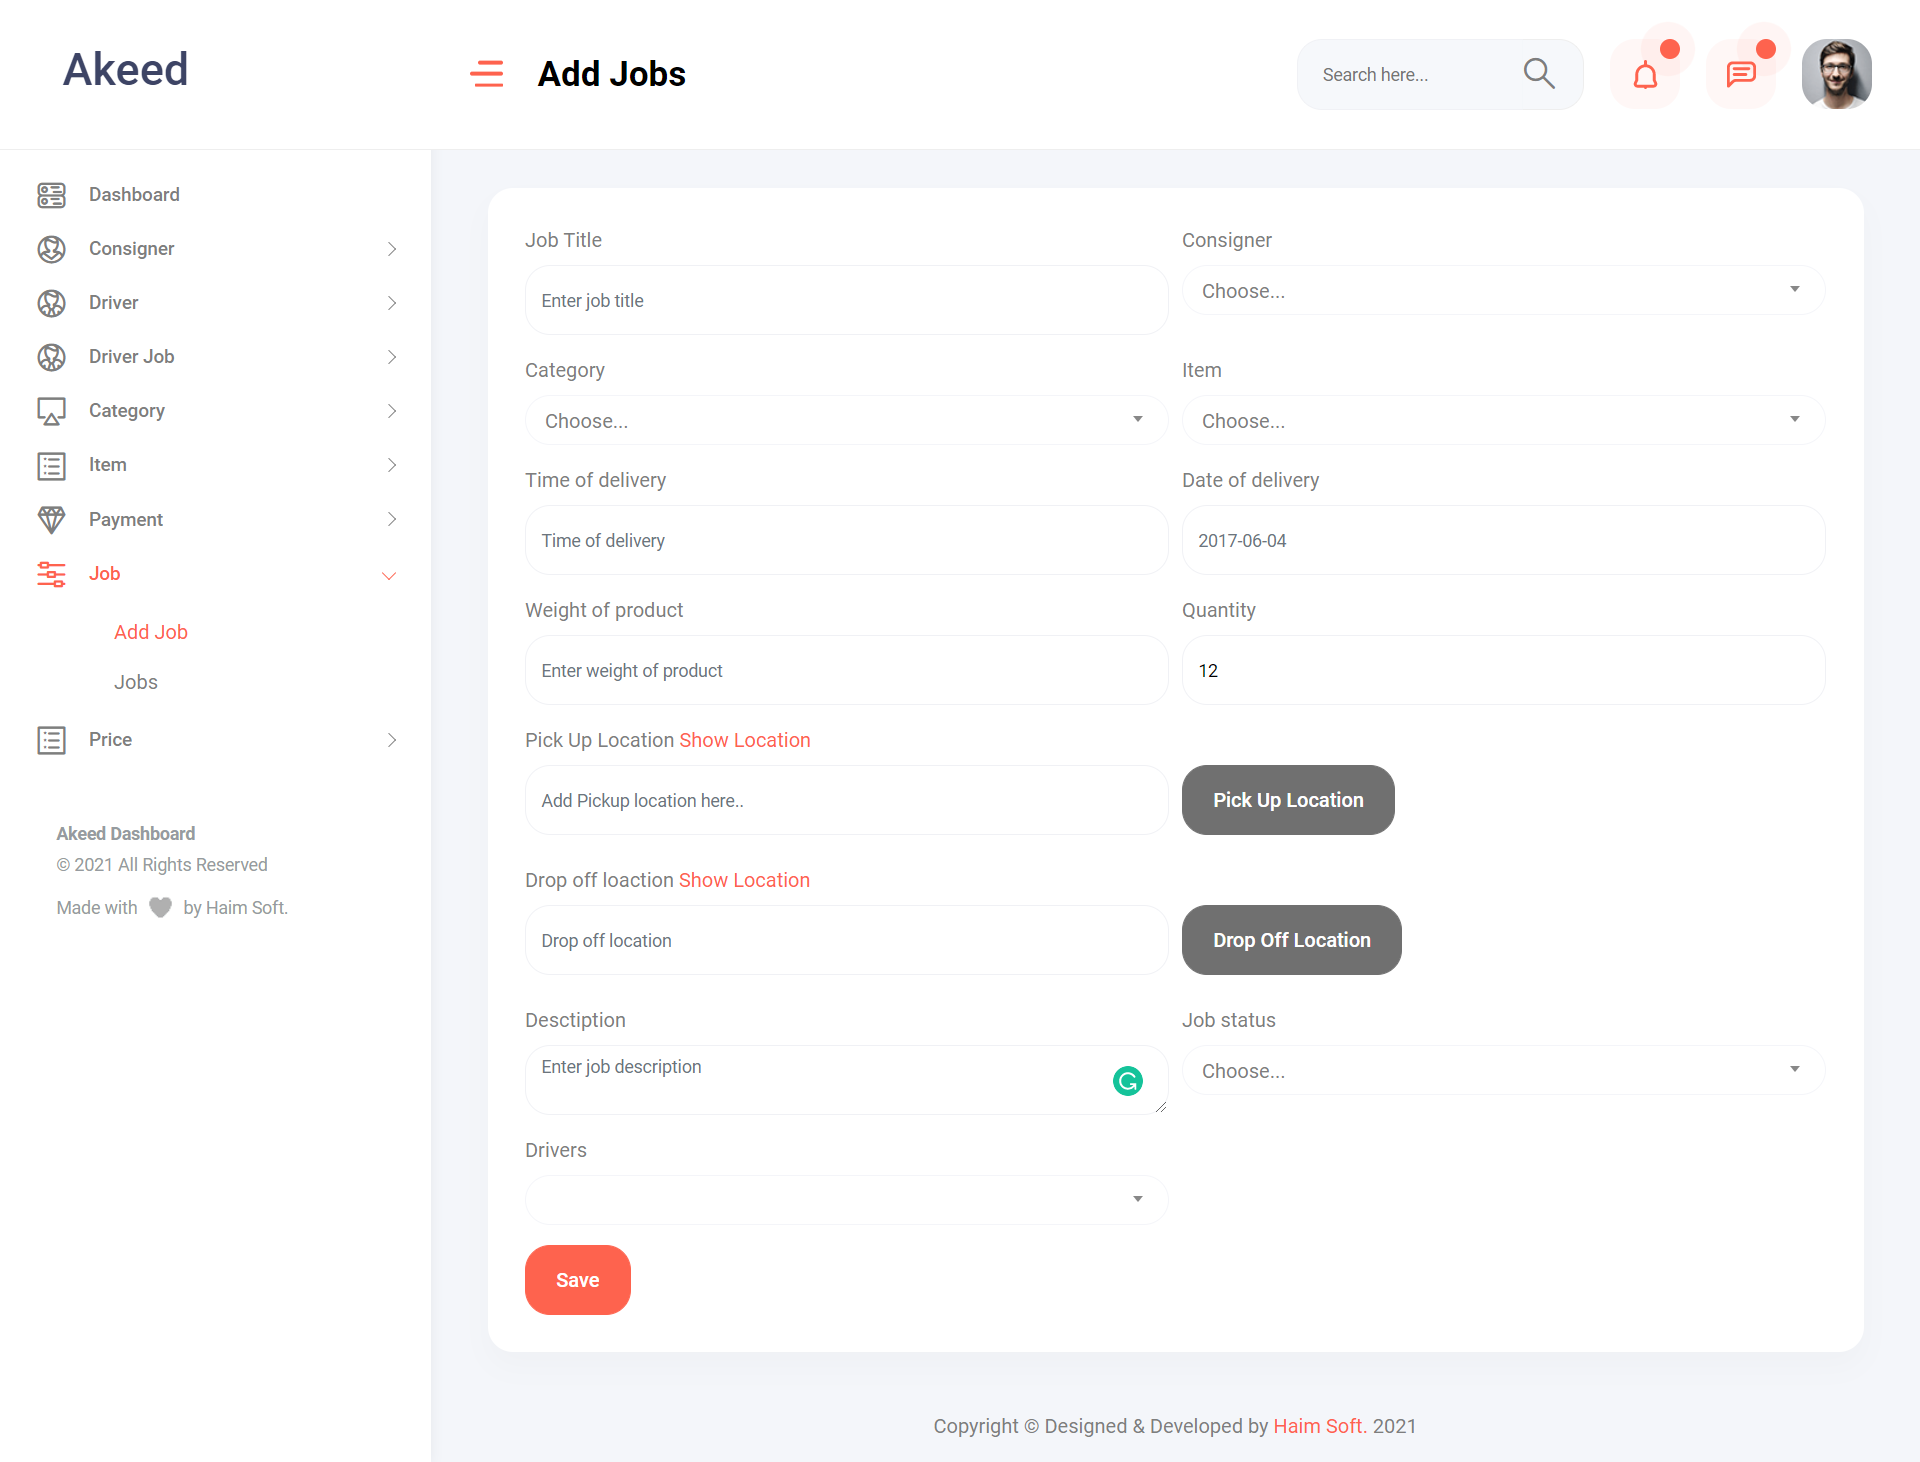 Akeed
Add Jobs
Search here...
Dashboard
Consigner
Driver
Driver Job
Category
Item
Payment
Job
Add Job
Jobs
Price
Akeed Dashboard
© 2021 All Rights Reserved
Made with by Haim Soft.
Job Title
Consigner
Enter job title
Choose...
Category
Item
Choose...
Choose...
Time of delivery
Date of delivery
Time of delivery
2017-06-04
Weight of product
Quantity
Enter weight of product
12
Pick Up Location Show Location
Add Pickup location here..
Pick Up Location
Drop off loaction Show Location
Drop off location
Drop Off Location
Desctiption
Job status
Enter job description
Choose...
Drivers
Save
Copyright © Designed & Developed by Haim Soft. 2021